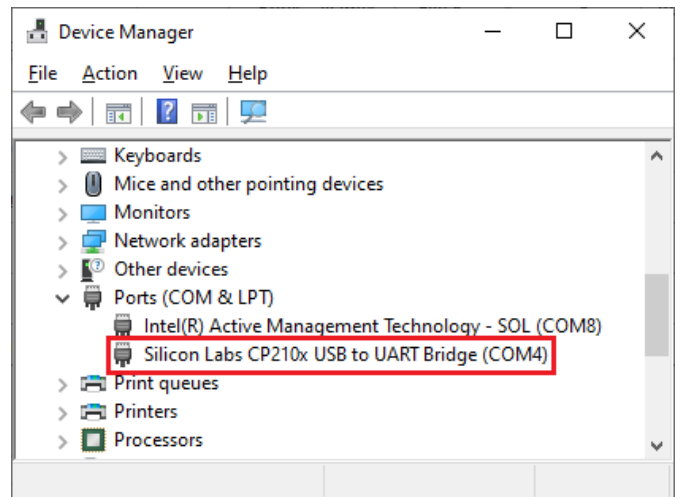 Device Manager
File Action View Help
Keyboards
Mice and other pointing devices
Monitors
Network adapters
Other devices
Ports (COM & LPT)
Intel(R) Active Management Technology - SOL (COM8)
Silicon Labs CP210x USB to UART Bridge (COM4)
Print queues
Printers
Processors